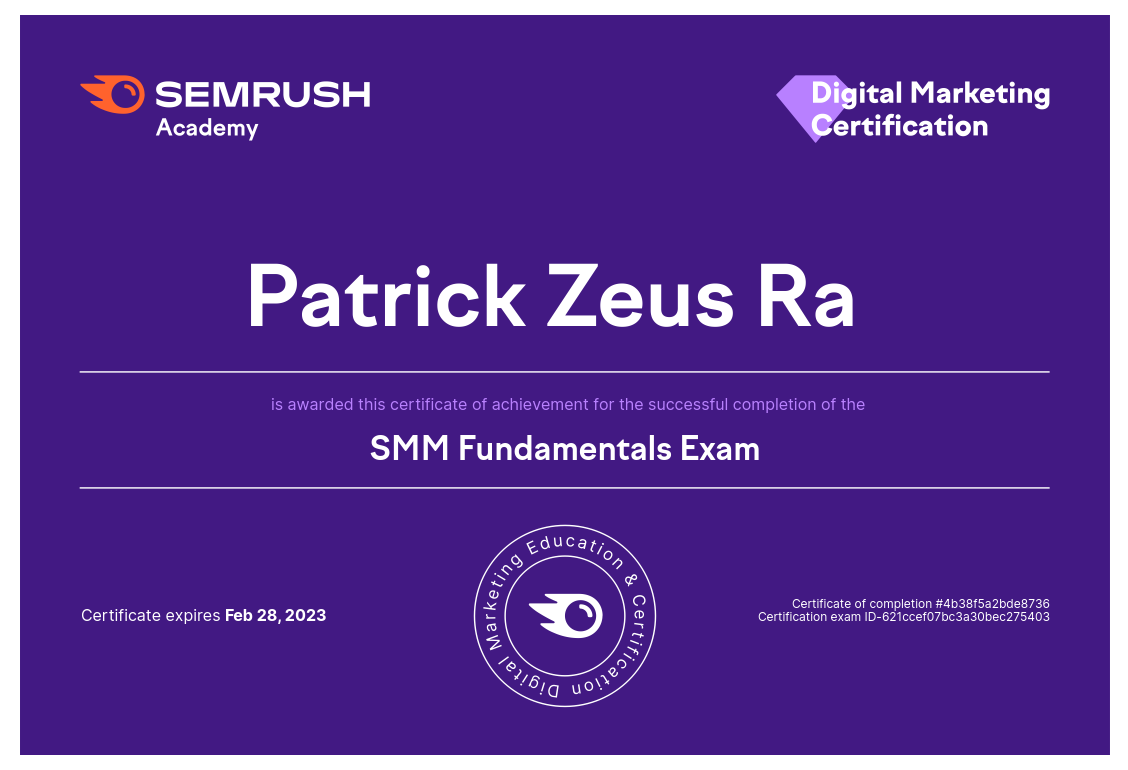 SEMRUSH
Academy
Digital Marketing
Certification
Patrick Zeus Ra
is awarded this certificate of achievement for the successful completion of the
SMM Fundamentals Exam
Certificate expires Feb 28, 2023
Digital Marketing Education & Certification
Certificate of completion #4b38f5a2bde8736
Certification exam ID-621ccef07bc3a30bec275403